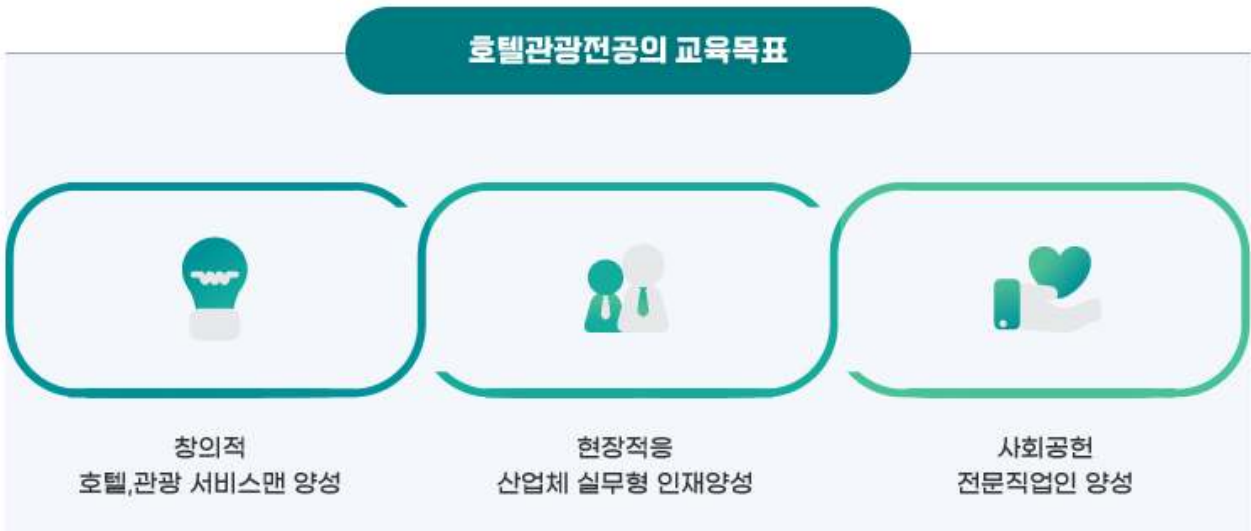 호텔관광전공의 교육목표
창의적
호텔,관광 서비스맨 양성
현장적응
산업체 실무형 인재양성
사회공헌
전문직업인 양성